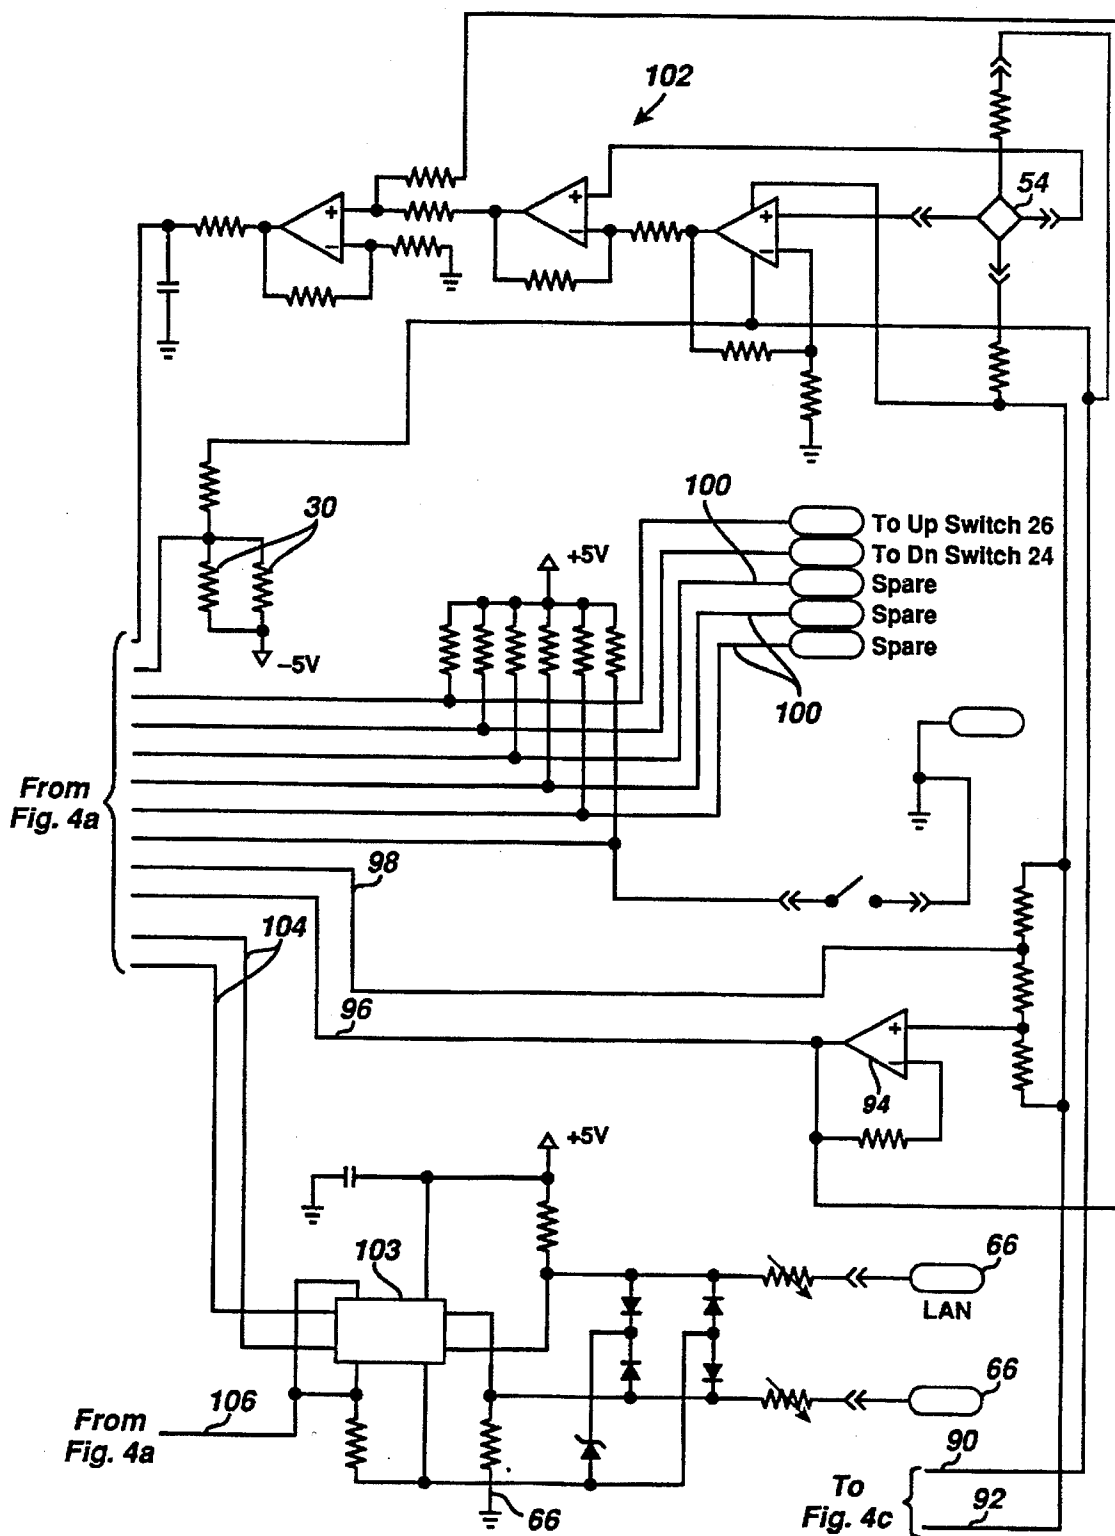 102
54
+
−
+
−
+
−
30
100
To Up Switch 26
To Dn Switch 24
Spare
Spare
Spare
+5V
−5V
100
From
Fig. 4a
98
104
96
+
−
94
+5V
103
66
LAN
66
From
Fig. 4a
106
66
90
To
Fig. 4c
92